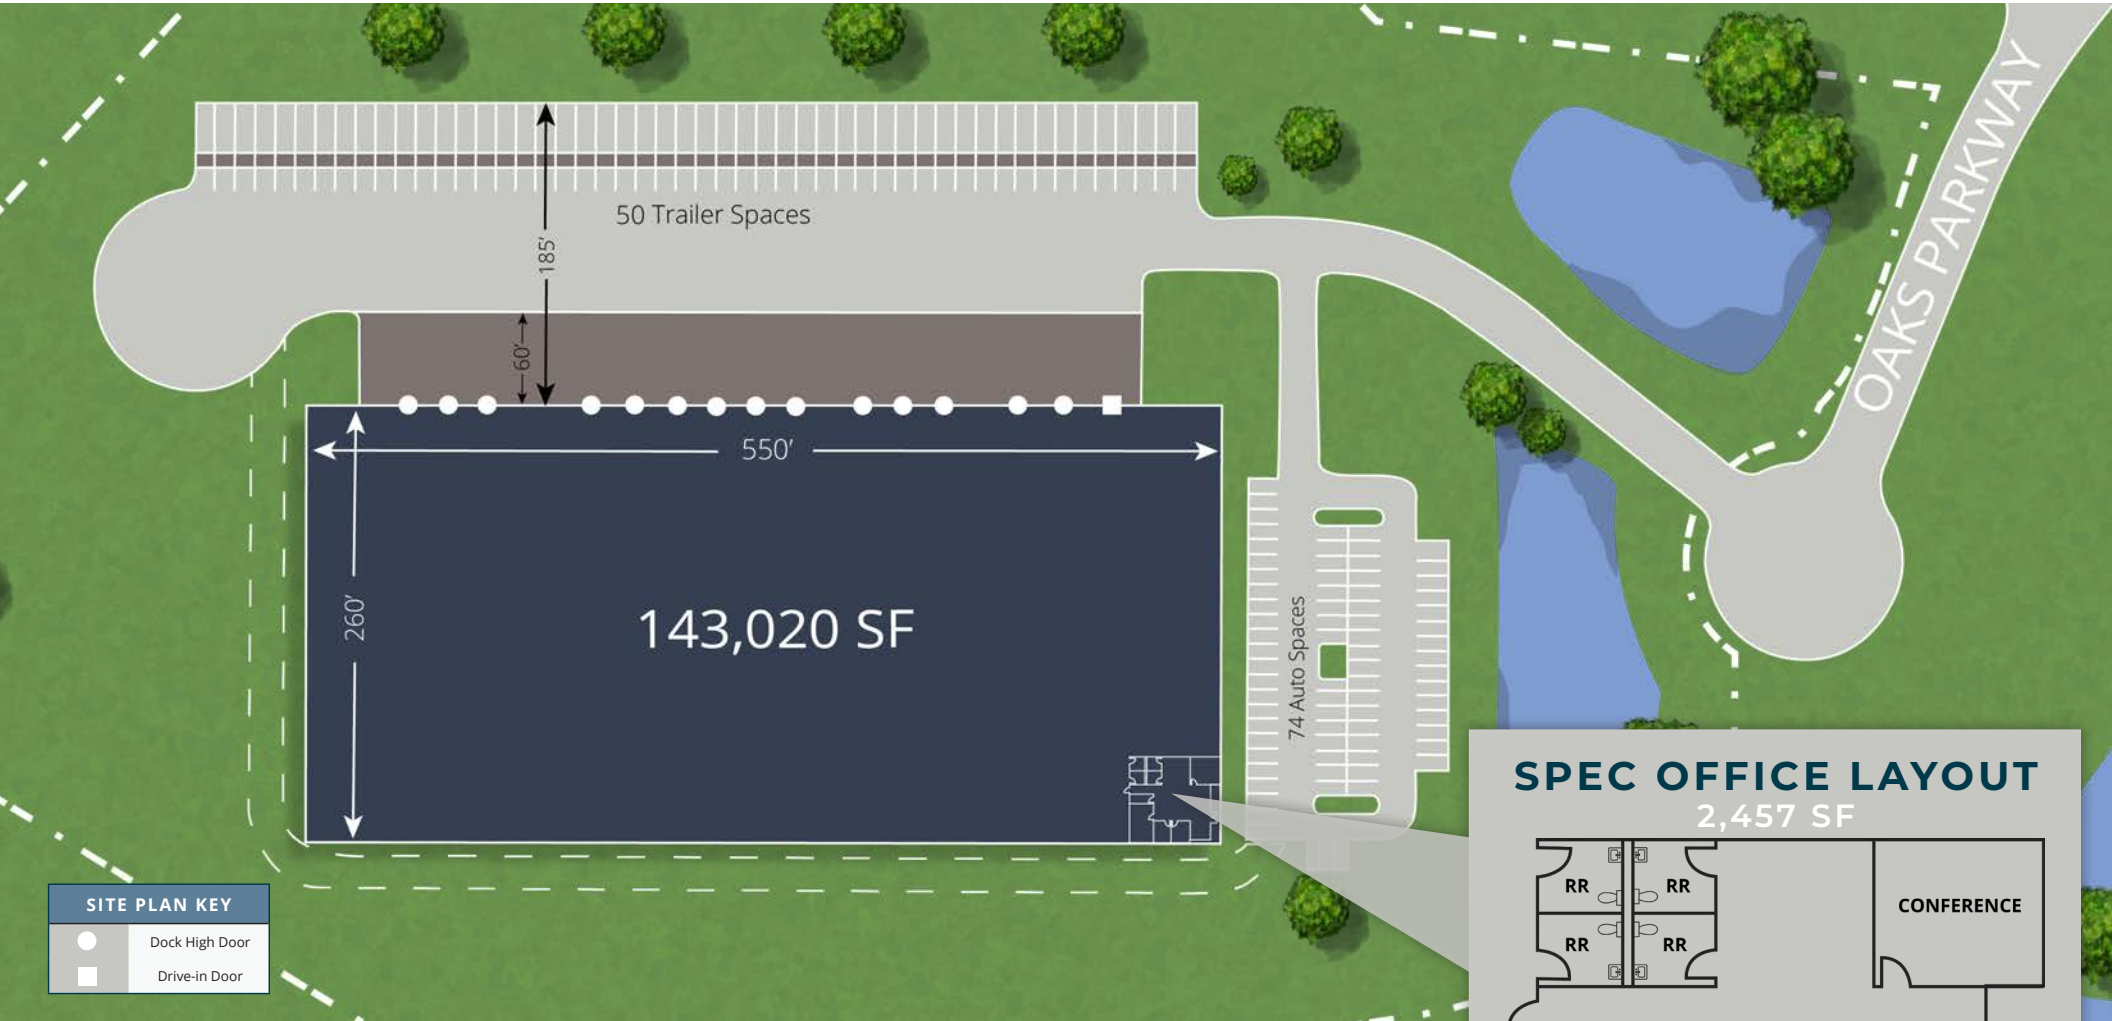 50 Trailer Spaces
185'
60'
550'
260'
143,020 SF
74 Auto Spaces
OAKS PARKWAY
SITE PLAN KEY
Dock High Door
Drive-in Door
SPEC OFFICE LAYOUT
2,457 SF
RR
RR
CONFERENCE
RR
RR